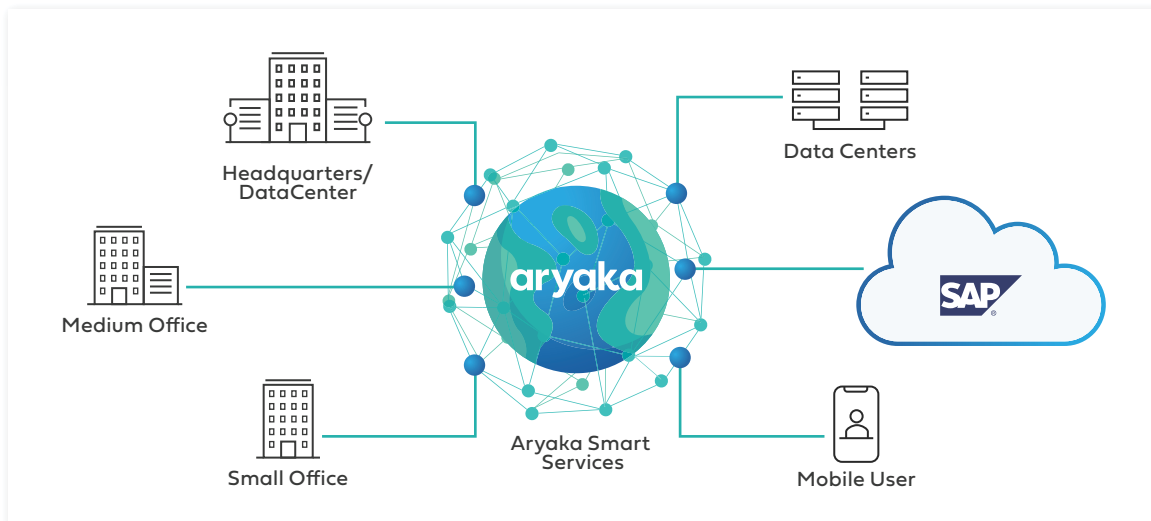 Headquarters/
DataCenter
Data Centers
aryaka
SAP
®
Medium Office
Aryaka Smart
Services
Small Office
Mobile User